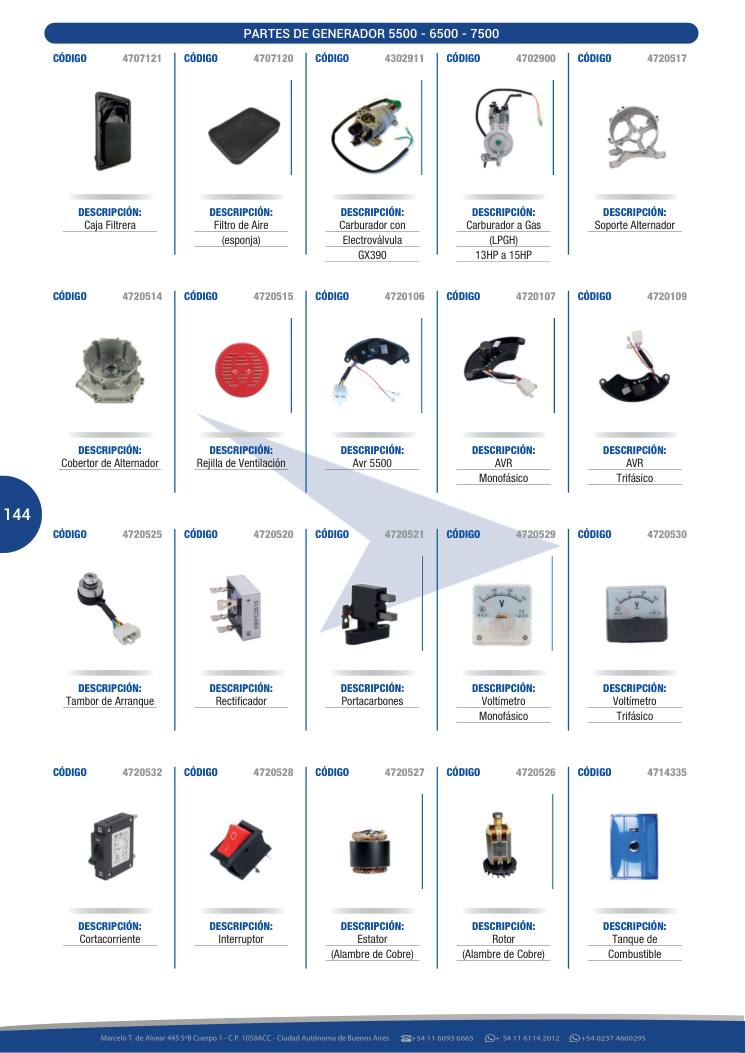 PARTES DE GENERADOR 5500 - 6500 - 7500
CÓDIGO 4707121
DESCRIPCIÓN:
Caja Filtrera
CÓDIGO 4707120
DESCRIPCIÓN:
Filtro de Aire
(esponja)
CÓDIGO 4302911
DESCRIPCIÓN:
Carburador con
Electroválvula
GX390
CÓDIGO 4702900
DESCRIPCIÓN:
Carburador a Gas
(LPGH)
13HP a 15HP
CÓDIGO 4720517
DESCRIPCIÓN:
Soporte Alternador
CÓDIGO 4720514
DESCRIPCIÓN:
Cobertor de Alternador
CÓDIGO 4720515
DESCRIPCIÓN:
Rejilla de Ventilación
CÓDIGO 4720106
DESCRIPCIÓN:
Avr 5500
CÓDIGO 4720107
DESCRIPCIÓN:
AVR
Monofásico
CÓDIGO 4720109
DESCRIPCIÓN:
AVR
Trifásico
144
CÓDIGO 4720525
DESCRIPCIÓN:
Tambor de Arranque
CÓDIGO 4720520
KBPC3510
AC
DESCRIPCIÓN:
Rectificador
CÓDIGO 4720521
DESCRIPCIÓN:
Portacarbones
CÓDIGO 4720529
V
DESCRIPCIÓN:
Voltímetro
Monofásico
CÓDIGO 4720530
V
DESCRIPCIÓN:
Voltímetro
Trifásico
CÓDIGO 4720532
DESCRIPCIÓN:
Cortacorriente
CÓDIGO 4720528
DESCRIPCIÓN:
Interruptor
CÓDIGO 4720527
DESCRIPCIÓN:
Estator
(Alambre de Cobre)
CÓDIGO 4720526
DESCRIPCIÓN:
Rotor
(Alambre de Cobre)
CÓDIGO 4714335
DESCRIPCIÓN:
Tanque de
Combustible
Marcelo T. de Alvear 445 5ºB Cuerpo 1 - C.P. 1058ACC - Ciudad Autónoma de Buenos Aires. +54 11 6093 6665 + 54 11 6114 2012 +54 0237 4660295